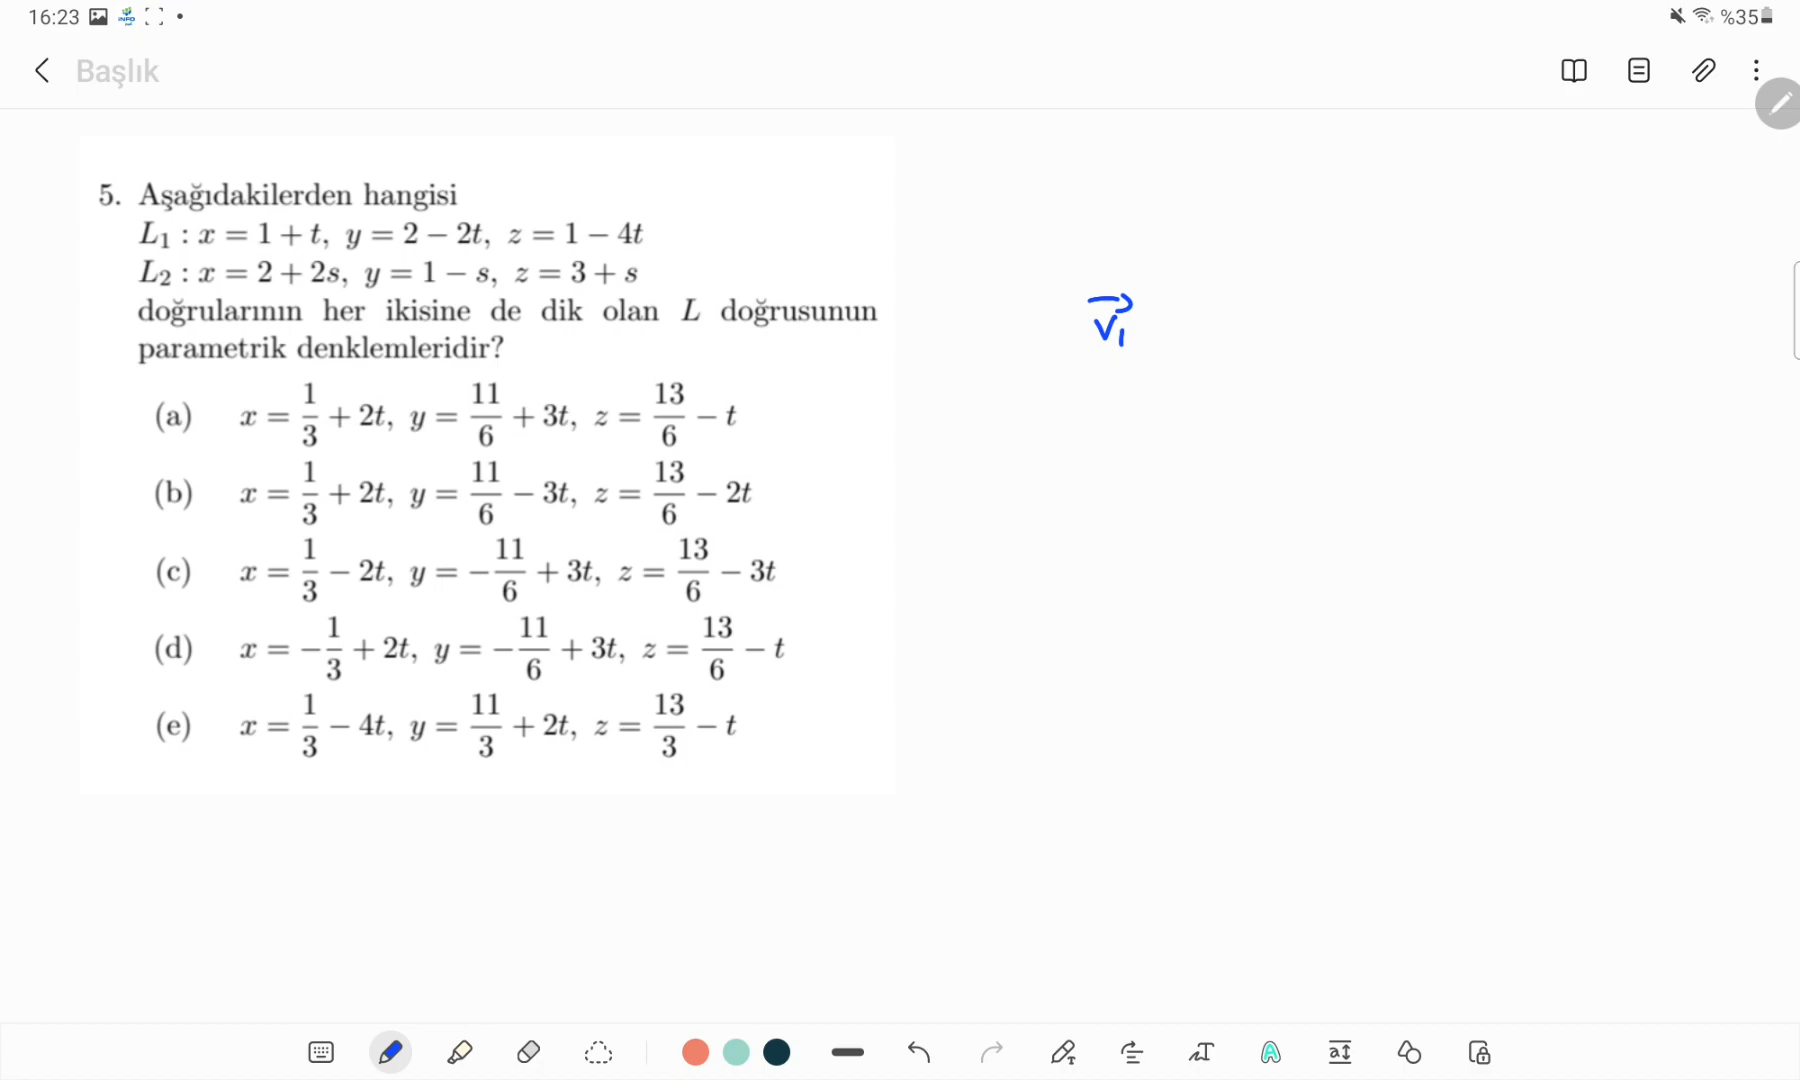 16:23 %35
Başlık
5. Aşağıdakilerden hangisi
L₁ : x = 1 + t, y = 2 − 2t, z = 1 − 4t
L₂ : x = 2 + 2s, y = 1 − s, z = 3 + s
doğrularının her ikisine de dik olan L doğrusunun
parametrik denklemleridir?
(a) x = 1/3 + 2t, y = 11/6 + 3t, z = 13/6 − t
(b) x = 1/3 + 2t, y = 11/6 − 3t, z = 13/6 − 2t
(c) x = 1/3 − 2t, y = −11/6 + 3t, z = 13/6 − 3t
(d) x = −1/3 + 2t, y = −11/6 + 3t, z = 13/6 − t
(e) x = 1/3 − 4t, y = 11/3 + 2t, z = 13/3 − t
v⃗₁